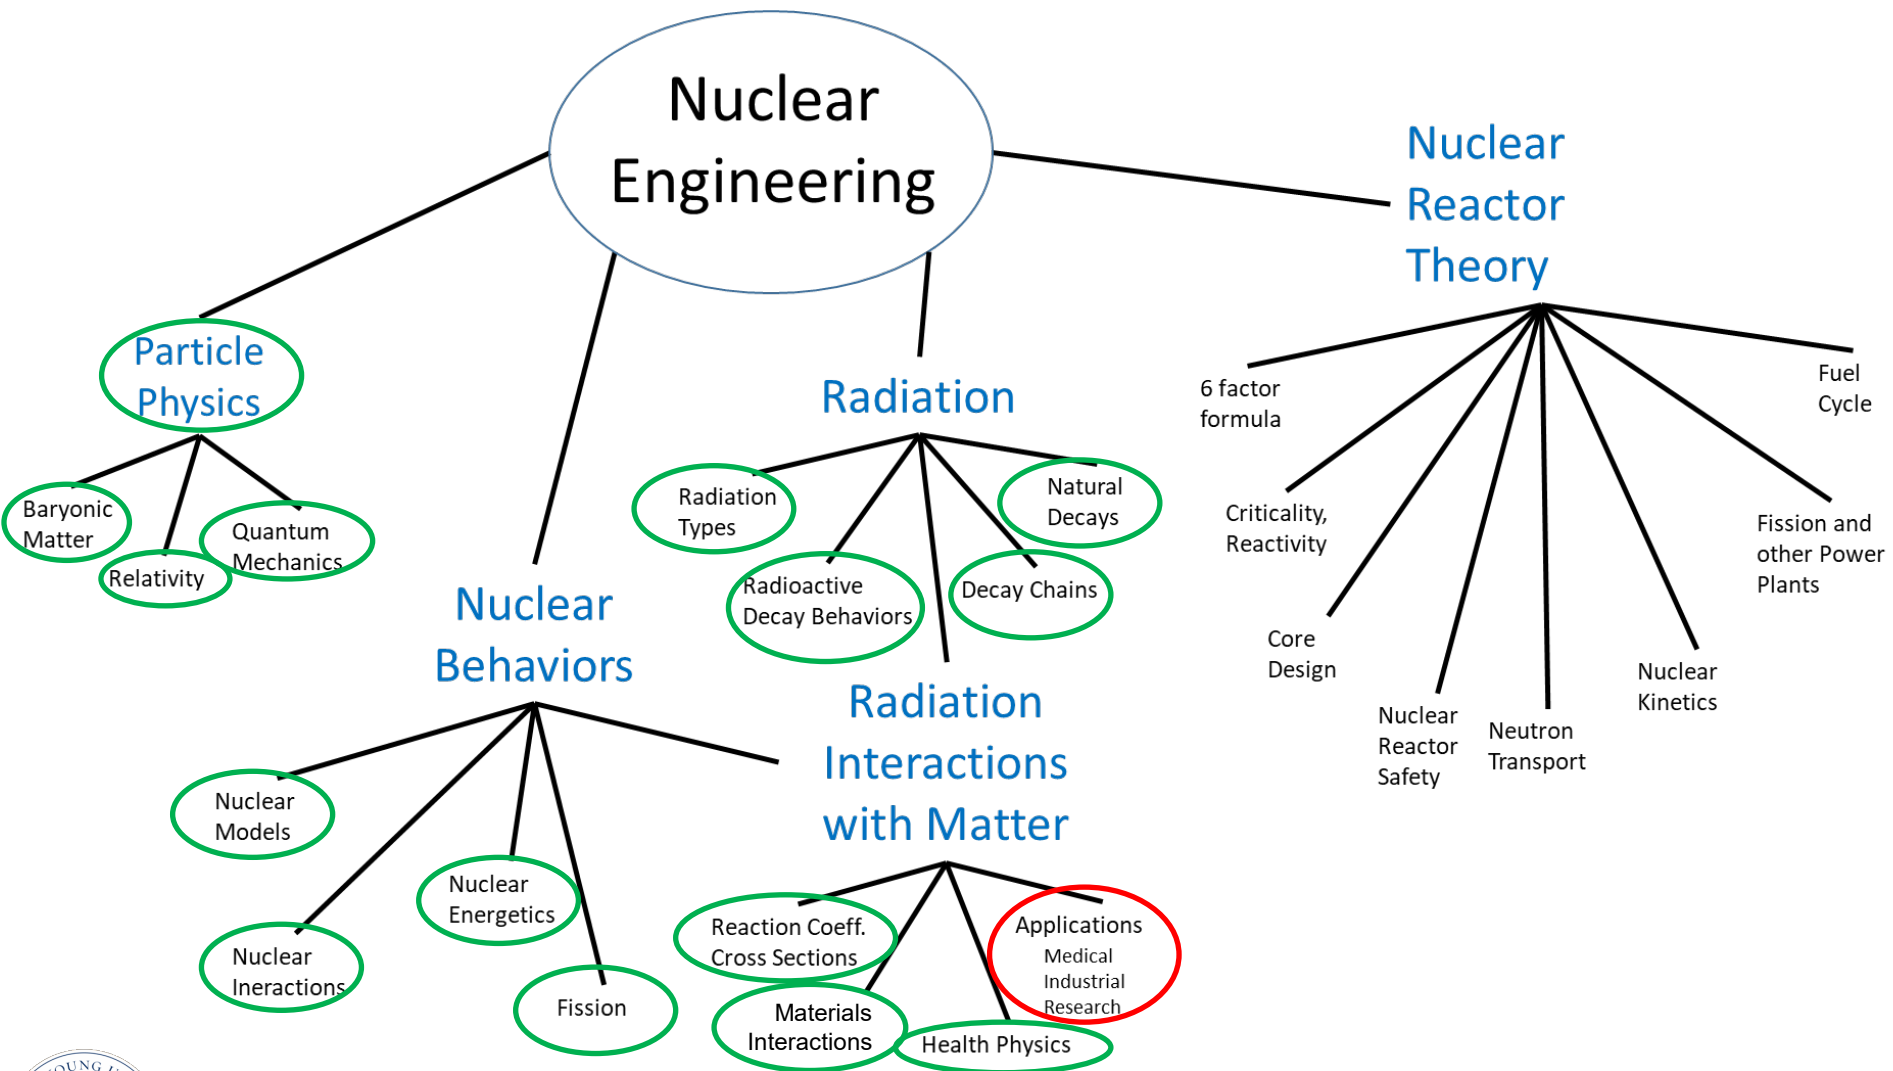 Nuclear
Engineering
Nuclear
Reactor
Theory
Particle
Physics
Baryonic
Matter
Relativity
Quantum
Mechanics
Nuclear
Behaviors
Nuclear
Models
Nuclear
Ineractions
Nuclear
Energetics
Fission
Radiation
Radiation
Types
Radioactive
Decay Behaviors
Decay Chains
Natural
Decays
Radiation
Interactions
with Matter
Reaction Coeff.
Cross Sections
Materials
Interactions
Health Physics
Applications
Medical
Industrial
Research
6 factor
formula
Criticality,
Reactivity
Core
Design
Nuclear
Reactor
Safety
Neutron
Transport
Nuclear
Kinetics
Fission and
other Power
Plants
Fuel
Cycle